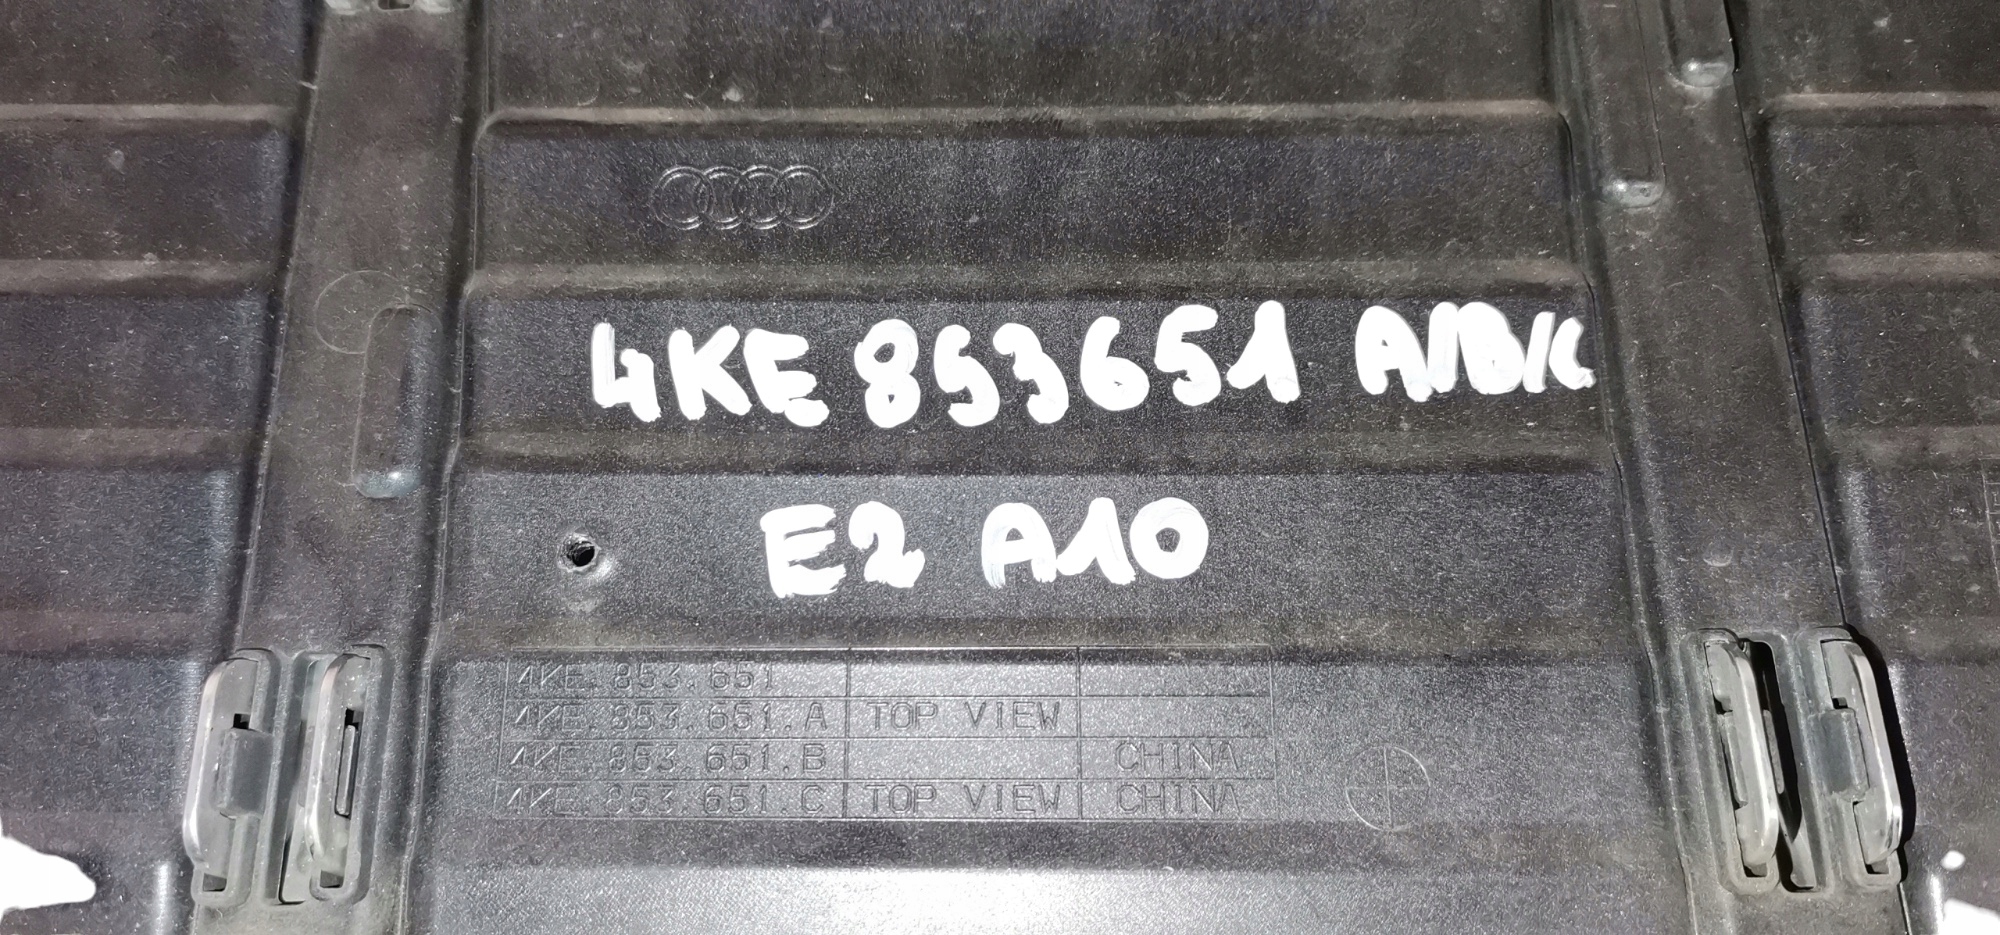 4KE 853651 A/B/C
E2 A10
4KE.853.651
4KE.853.651.A TOP VIEW
4KE.853.651.B CHINA
4KE.853.651.C TOP VIEW CHINA